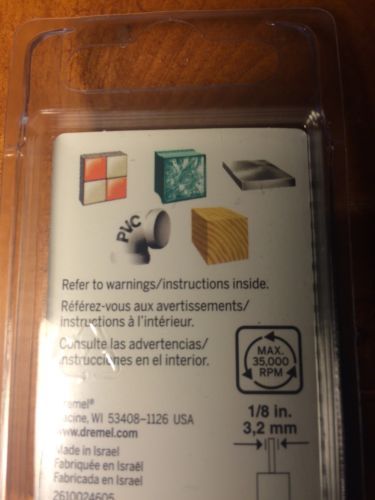 PVC
Refer to warnings/instructions inside.
Référez-vous aux avertissements/
instructions à l'intérieur.
Consulte las advertencias/
instrucciones en el interior.
MAX.
35,000
RPM
Dremel®
Racine, WI 53408-1126 USA
www.dremel.com
1/8 in.
3,2 mm
Made in Israel
Fabriquée en Israël
Fabricada en Israel
2610024605